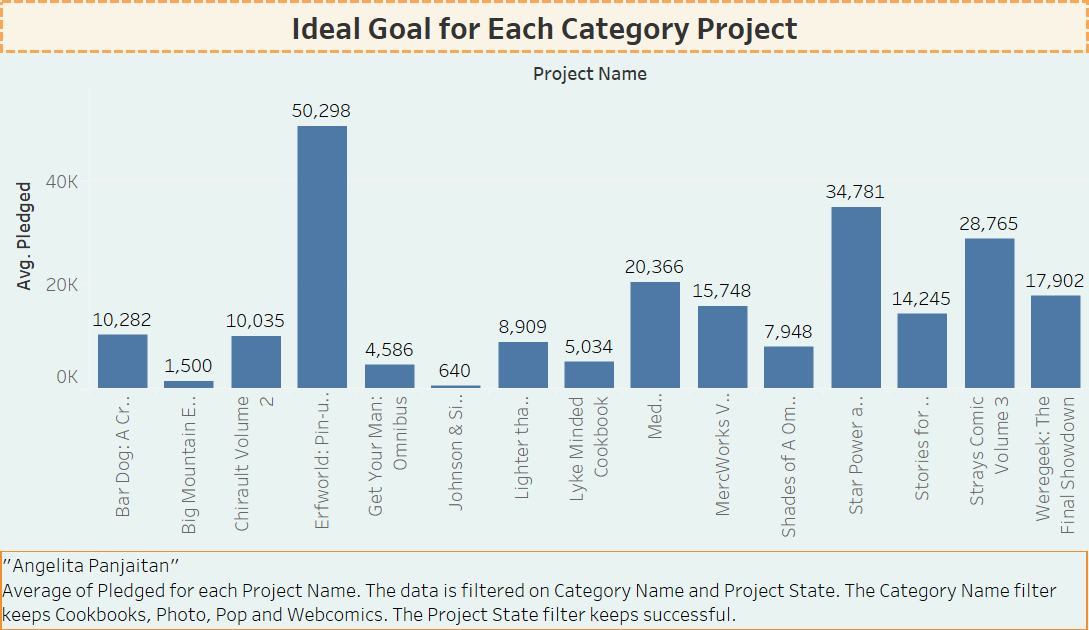 Ideal Goal for Each Category Project
Project Name
50,298
40K
34,781
28,765
Avg. Pledged
20,366
20K
17,902
15,748
14,245
10,282
10,035
8,909
7,948
5,034
4,586
1,500
640
0K
Bar Dog: A Cr..
Big Mountain E..
Chirault Volume
2
Erfworld: Pin-u..
Get Your Man:
Omnibus
Johnson & Si..
Lighter tha..
Lyke Minded
Cookbook
Med..
MercWorks V..
Shades of A Om..
Star Power a..
Stories for ..
Strays Comic
Volume 3
Weregeek: The
Final Showdown
"Angelita Panjaitan"
Average of Pledged for each Project Name. The data is filtered on Category Name and Project State. The Category Name filter
keeps Cookbooks, Photo, Pop and Webcomics. The Project State filter keeps successful.